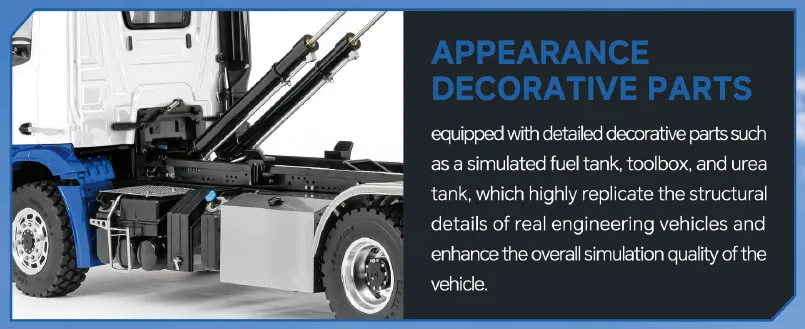 APPEARANCE
DECORATIVE PARTS
equipped with detailed decorative parts such
as a simulated fuel tank, toolbox, and urea
tank, which highly replicate the structural
details of real engineering vehicles and
enhance the overall simulation quality of the
vehicle.